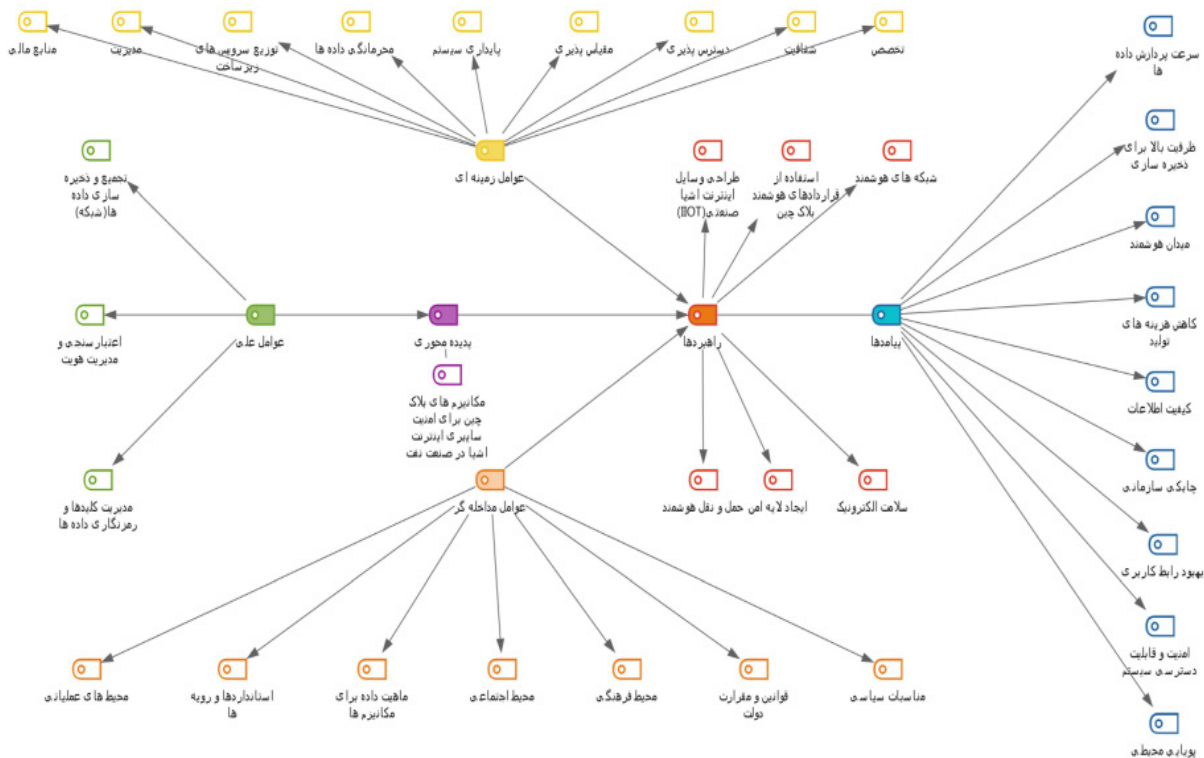 تخصص
شفافیت
دسترس پذیری
مقیاس پذیری
پایداری سیستم
محرمانگی داده ها
توزیع سرویس های
زیرساخت
مدیریت
منابع مالی
سرعت پردازش داده
ها
ظرفیت بالا برای
ذخیره سازی
میدان هوشمند
کاهش هزینه های
تولید
کیفیت اطلاعات
چابکی سازمانی
بهبود رابط کاربری
امنیت و قابلیت
دسترسی سیستم
پویایی محیطی
عوامل زمینه ای
شبکه های هوشمند
استفاده از
قراردادهای هوشمند
بلاک چین
طراحی وسایل
اینترنت اشیا
صنعتی(IIOT)
تجمیع و ذخیره
سازی داده
ها(شبکه)
پیامدها
راهبردها
پدیده محوری
عوامل علی
اعتبار سنجی و
مدیریت هویت
مکانیزم های بلاک
چین برای امنیت
سایبری اینترنت
اشیا در صنعت نفت
سلامت الکترونیک
ایجاد لایه امن
حمل و نقل هوشمند
عوامل مداخله گر
مدیریت کلیدها و
رمزنگاری داده ها
مناسبات سیاسی
قوانین و مقرارت
دولت
محیط فرهنگی
محیط اجتماعی
ماهیت داده برای
مکانیزم ها
استانداردها و رویه
ها
محیط های عملیاتی